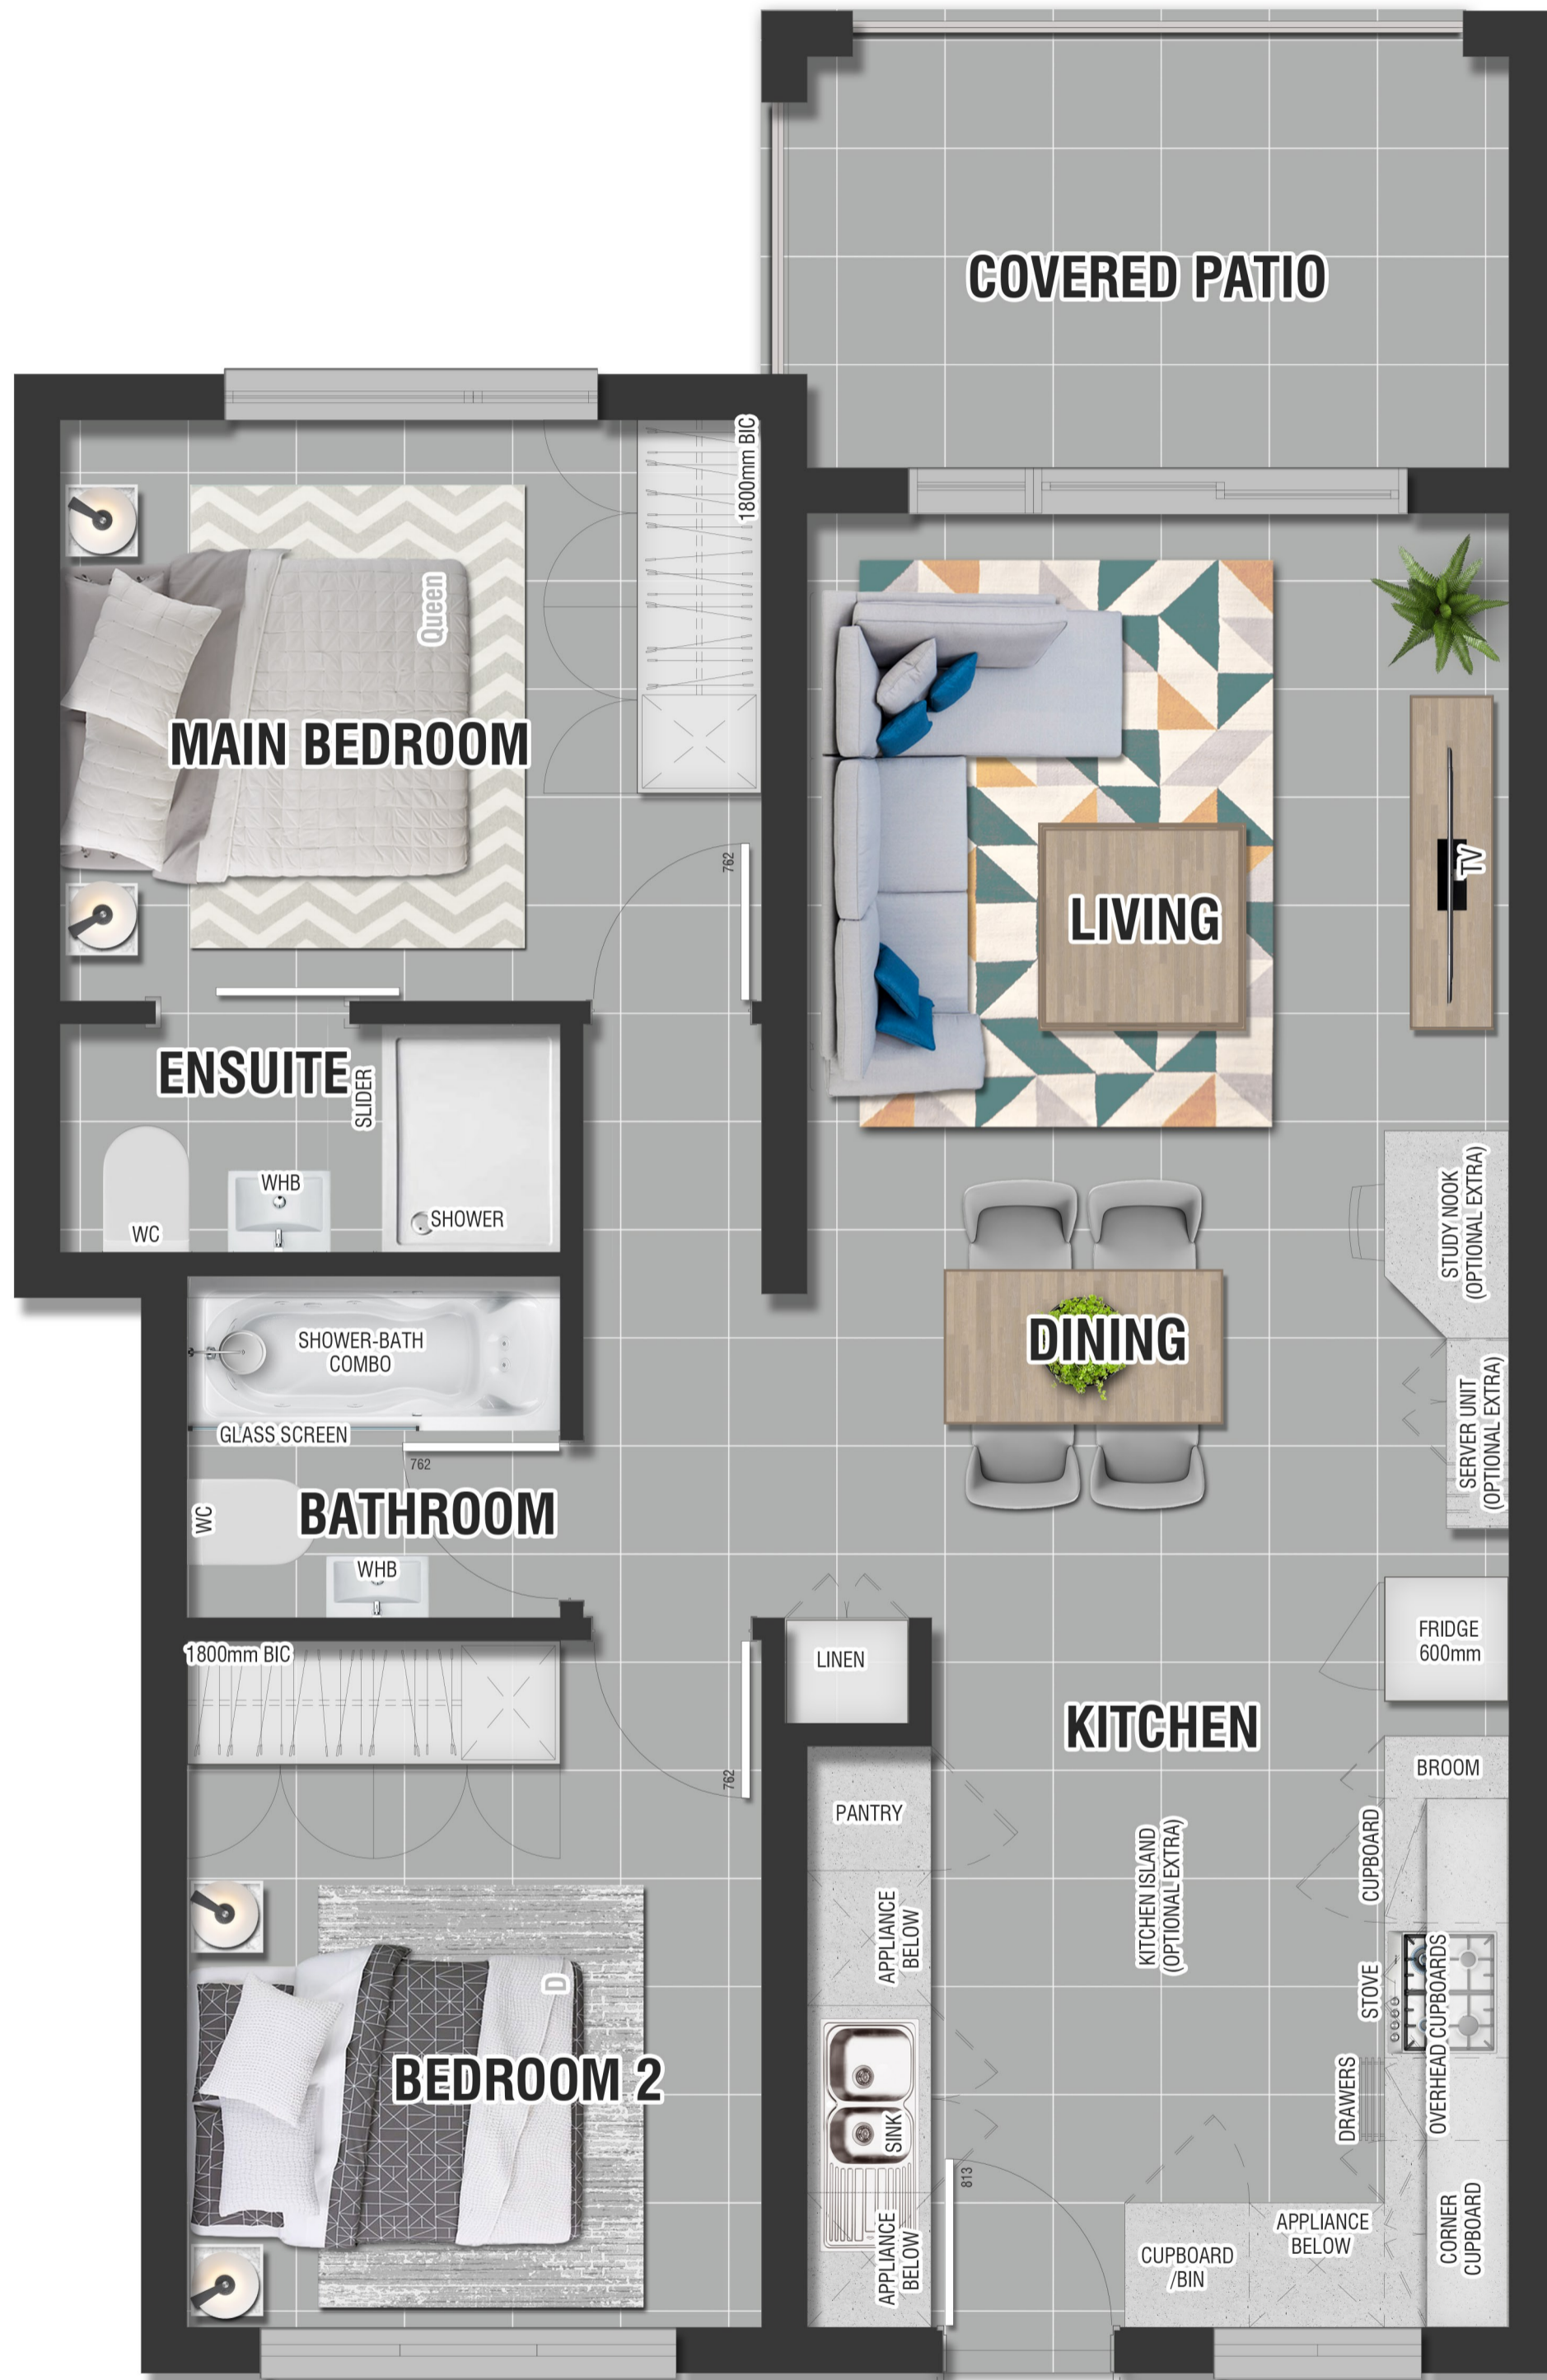 COVERED PATIO
1800mm BIC
Queen
MAIN BEDROOM
762
TV
LIVING
ENSUITE
SLIDER
WHB
WC
SHOWER
STUDY NOOK
(OPTIONAL EXTRA)
SHOWER-BATH
COMBO
DINING
GLASS SCREEN
762
SERVER UNIT
(OPTIONAL EXTRA)
BATHROOM
WC
WHB
1800mm BIC
LINEN
FRIDGE
600mm
KITCHEN
762
BROOM
PANTRY
CUPBOARD
KITCHEN ISLAND
(OPTIONAL EXTRA)
APPLIANCE
BELOW
D
STOVE
OVERHEAD CUPBOARDS
BEDROOM 2
SINK
DRAWERS
813
APPLIANCE
BELOW
CUPBOARD
/BIN
APPLIANCE
BELOW
CORNER
CUPBOARD